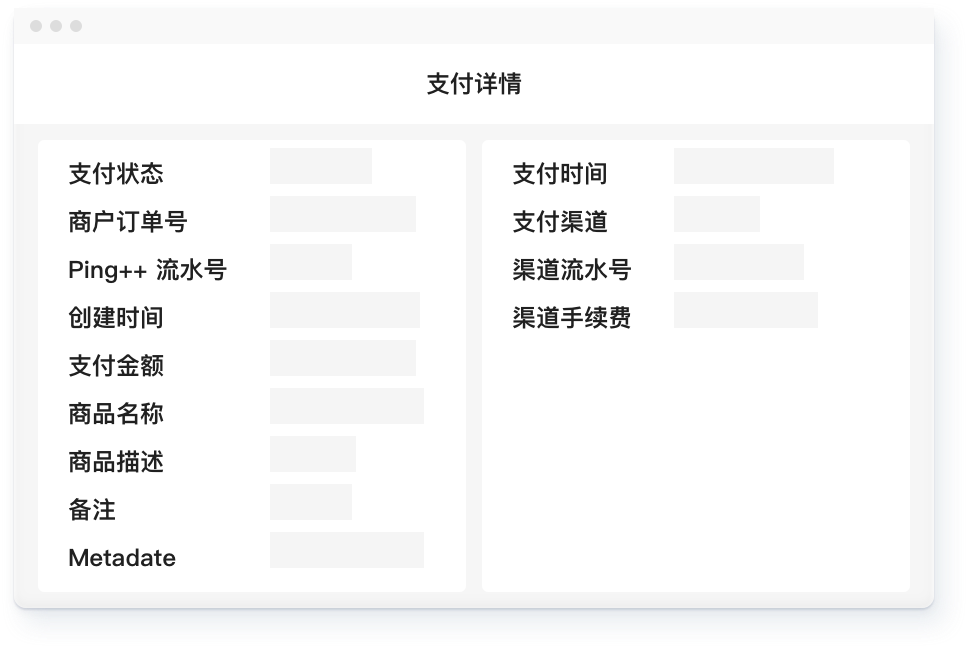 支付详情
支付状态
商户订单号
Ping++ 流水号
创建时间
支付金额
商品名称
商品描述
备注
Metadate
支付时间
支付渠道
渠道流水号
渠道手续费